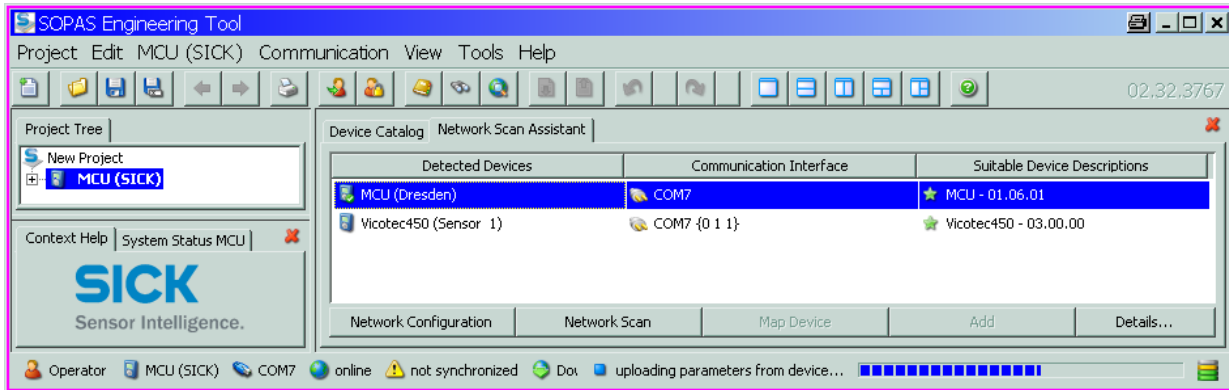 SOPAS Engineering Tool
Project Edit MCU (SICK) Communication View Tools Help
02.32.3767
Project Tree
New Project
MCU (SICK)
Context Help System Status MCU
SICK
Sensor Intelligence.
Device Catalog Network Scan Assistant
Detected Devices Communication Interface Suitable Device Descriptions
MCU (Dresden) COM7 MCU - 01.06.01
Vicotec450 (Sensor 1) COM7 {0 1 1} Vicotec450 - 03.00.00
Network Configuration Network Scan Map Device Add Details...
Operator MCU (SICK) COM7 online not synchronized uploading parameters from device...